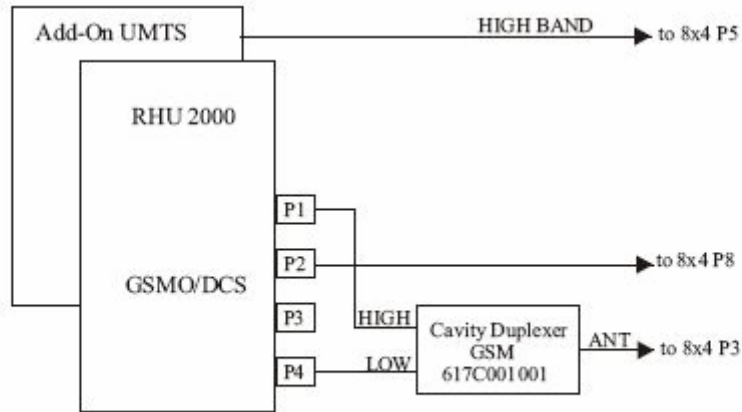 Add-On UMTS
HIGH BAND
to 8x4 P5
RHU 2000
P1
P2
to 8x4 P8
GSMO/DCS
P3
HIGH
Cavity Duplexer
GSM
617C001001
ANT
to 8x4 P3
P4
LOW